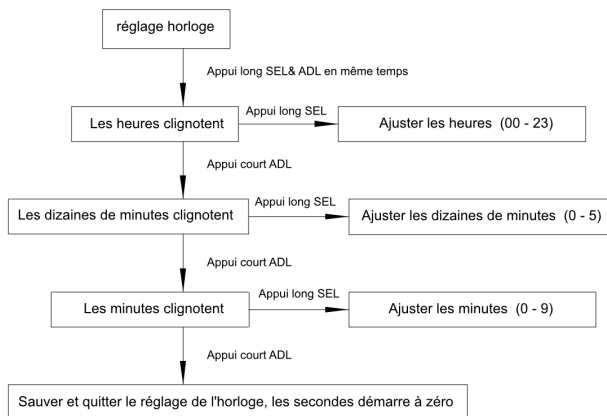 réglage horloge
Appui long SEL& ADL en même temps
Les heures clignotent
Appui long SEL
Ajuster les heures (00 - 23)
Appui court ADL
Les dizaines de minutes clignotent
Appui long SEL
Ajuster les dizaines de minutes (0 - 5)
Appui court ADL
Les minutes clignotent
Appui long SEL
Ajuster les minutes (0 - 9)
Appui court ADL
Sauver et quitter le réglage de l'horloge, les secondes démarre à zéro